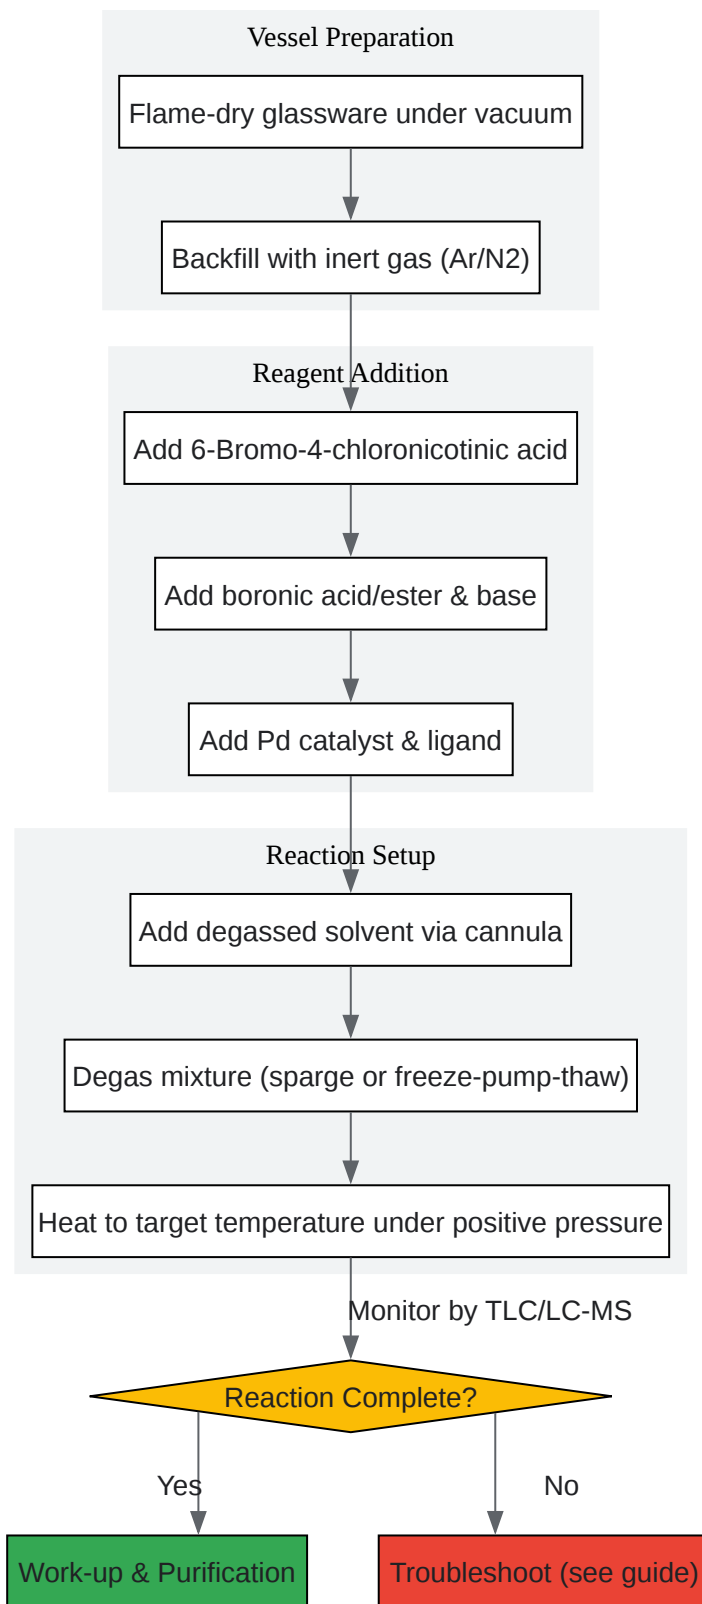 Vessel Preparation
Flame-dry glassware under vacuum
Backfill with inert gas (Ar/N2)
Reagent Addition
Add 6-Bromo-4-chloronicotinic acid
Add boronic acid/ester & base
Add Pd catalyst & ligand
Reaction Setup
Add degassed solvent via cannula
Degas mixture (sparge or freeze-pump-thaw)
Heat to target temperature under positive pressure
Monitor by TLC/LC-MS
Reaction Complete?
Yes
No
Work-up & Purification
Troubleshoot (see guide)